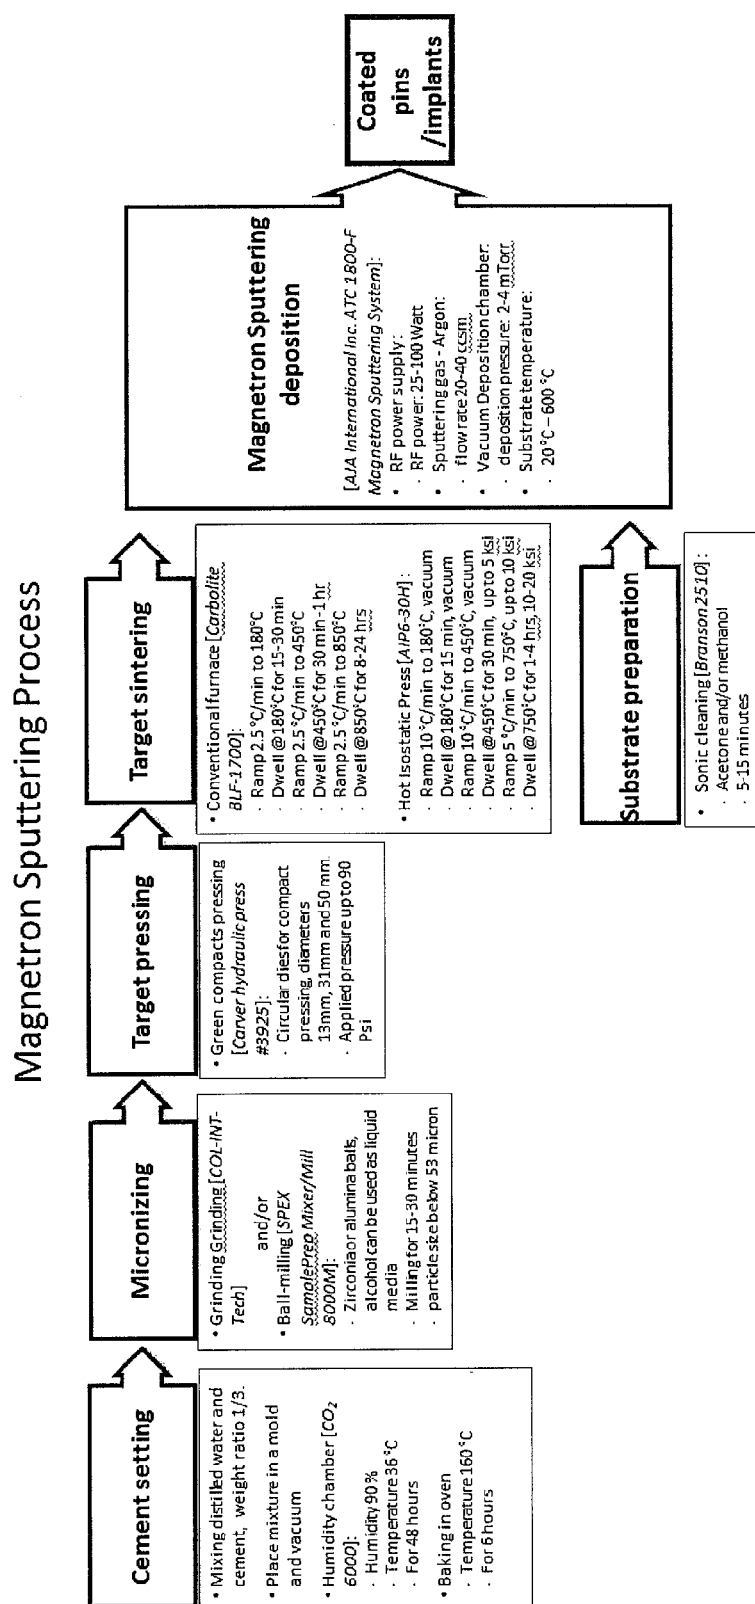 Magnetron Sputtering Process
Cement setting
• Mixing distilled water and
cement, weight ratio 1/3.
• Place mixture in a mold
and vacuum
• Humidity chamber [CO2
6000]:
- Humidity 90 %
- Temperature 36 °C
- For 48 hours
• Baking in oven
- Temperature 160 °C
- For 6 hours
Micronizing
• Grinding Grinding [COL-INT-
Tech]
and/or
• Ball-milling [SPEX
SamplePrep Mixer/Mill
8000M]:
- Zirconia or alumina balls,
alcohol can be used as liquid
media
- Milling for 15-30 minutes
- particle size below 53 micron
Target pressing
• Green compacts pressing
[Carver hydraulic press
#3925]:
- Circular dies for compact
pressing, diameters
13mm, 31mm and 50 mm.
- Applied pressure up to 90
Psi
Target sintering
• Conventional furnace [Carbolite
BLF-1700]:
- Ramp 2.5 °C/min to 180°C
- Dwell @180°C for 15-30 min
- Ramp 2.5 °C/min to 450°C
- Dwell @450°C for 30 min-1 hr
- Ramp 2.5 °C/min to 850°C
- Dwell @850°C for 8-24 hrs
• Hot Isostatic Press [AIP6-30H]:
- Ramp 10 °C/min to 180°C, vacuum
- Dwell @180°C for 15 min, vacuum
- Ramp 10 °C/min to 450°C, vacuum
- Dwell @450°C for 30 min, up to 5 ksi
- Ramp 5 °C/min to 750°C, up to 10 ksi
- Dwell @750°C for 1-4 hrs, 10-20 ksi
Substrate preparation
• Sonic cleaning [Branson 2510]:
- Acetone and/or methanol
- 5-15 minutes
Magnetron Sputtering
deposition
[AJA International Inc. ATC 1800-F
Magnetron Sputtering System]:
• RF power supply:
- RF power: 25-100 Watt
• Sputtering gas - Argon:
- flow rate 20-40 ccsm
• Vacuum Deposition chamber:
- deposition pressure: 2-4 mTorr
• Substrate temperature:
- 20 °C – 600 °C
Coated
pins
/implants